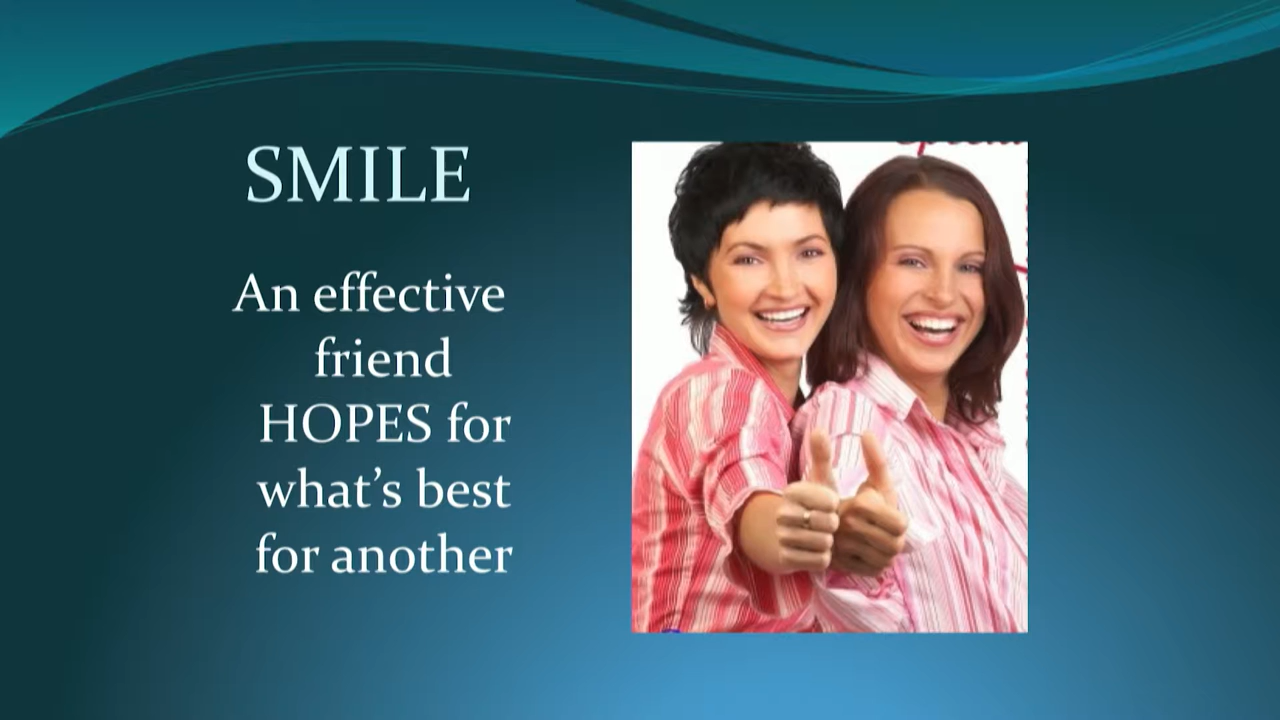 SMILE
An effective
friend
HOPES for
what’s best
for another